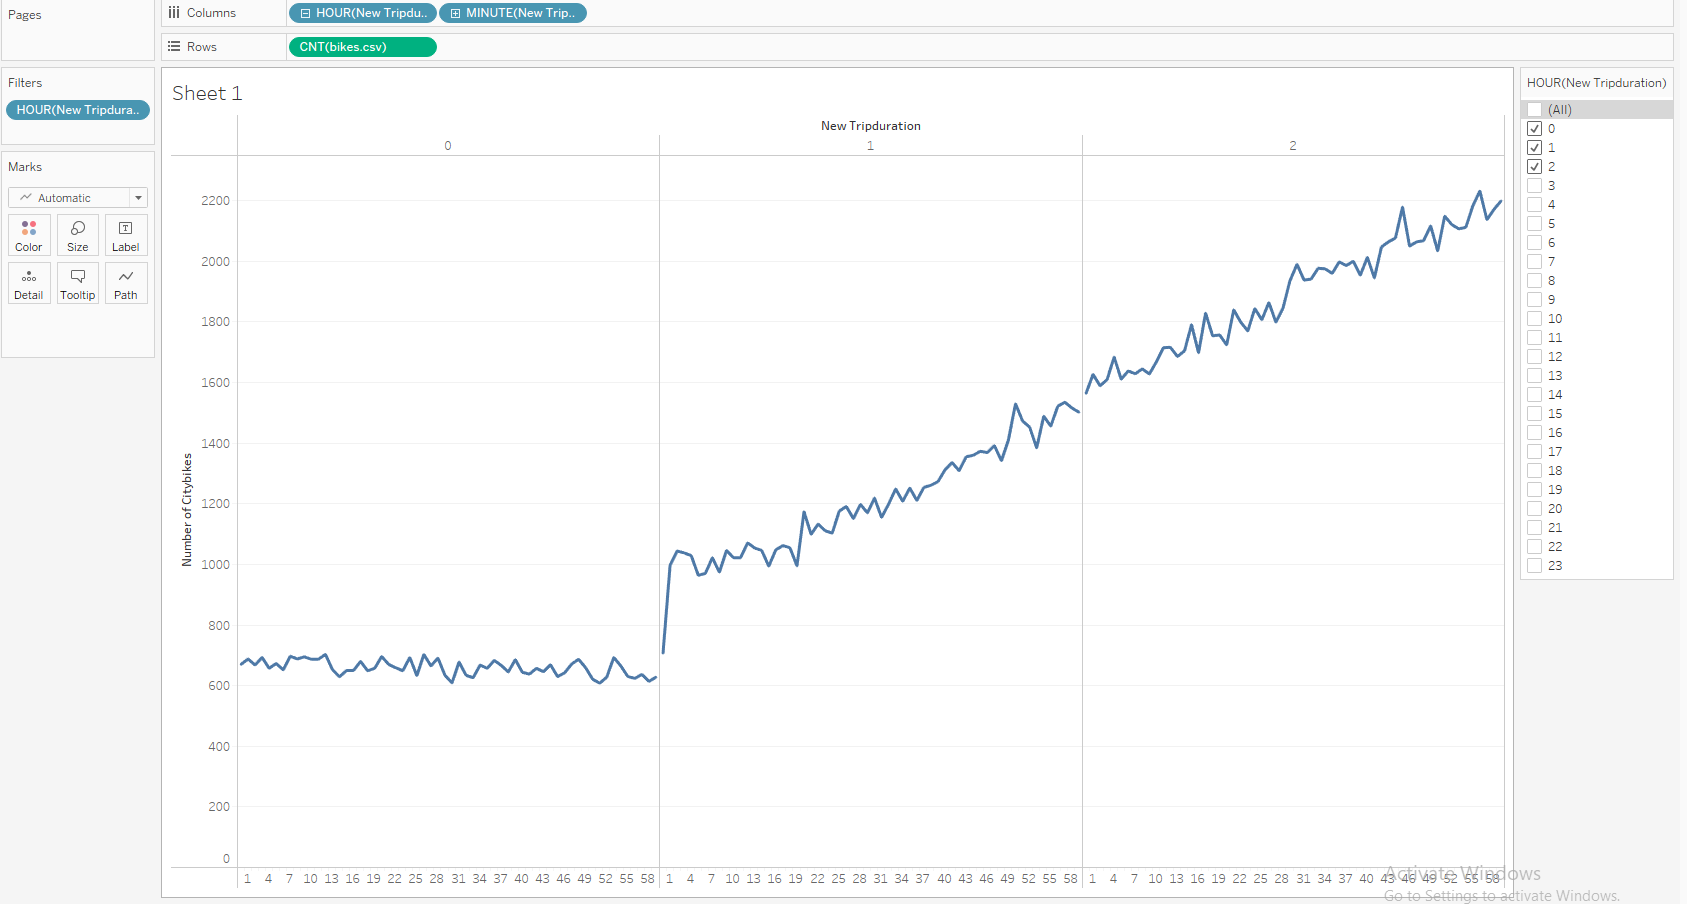 Pages
Columns
HOUR(New Tripdu..
MINUTE(New Trip..
Rows
CNT(bikes.csv)
Filters
HOUR(New Tripdura..
Marks
Automatic
Color
Size
Label
Detail
Tooltip
Path
Sheet 1
New Tripduration
0
1
2
2200
2000
1800
1600
1400
1200
1000
800
600
400
200
0
Number of Citybikes
1 4 7 10 13 16 19 22 25 28 31 34 37 40 43 46 49 52 55 58
1 4 7 10 13 16 19 22 25 28 31 34 37 40 43 46 49 52 55 58
1 4 7 10 13 16 19 22 25 28 31 34 37 40 43 46 49 52 55 58
HOUR(New Tripduration)
(All)
0
1
2
3
4
5
6
7
8
9
10
11
12
13
14
15
16
17
18
19
20
21
22
23
Activate Windows
Go to Settings to activate Windows.